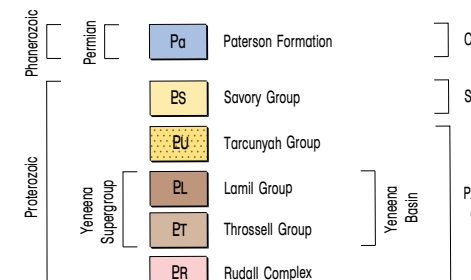 Phanerozoic
Permian
Pa Paterson Formation
Proterozoic
PS Savory Group
PU Tarcunyah Group
Yeneena
Supergroup
PL Lamil Group
PT Throssell Group
Yeneena
Basin
PR Rudall Complex